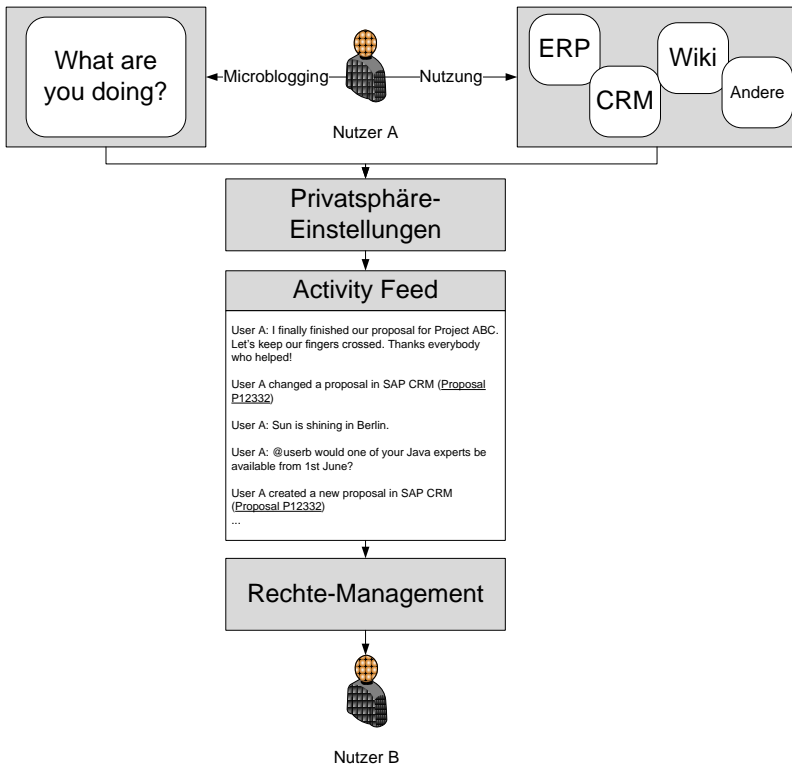 What are
you doing?
Microblogging
Nutzung
Nutzer A
ERP
CRM
Wiki
Andere
Privatsphäre-
Einstellungen
Activity Feed
User A: I finally finished our proposal for Project ABC.
Let's keep our fingers crossed. Thanks everybody
who helped!
User A changed a proposal in SAP CRM (Proposal
P12332)
User A: Sun is shining in Berlin.
User A: @userb would one of your Java experts be
available from 1st June?
User A created a new proposal in SAP CRM
(Proposal P12332)
...
Rechte-Management
Nutzer B